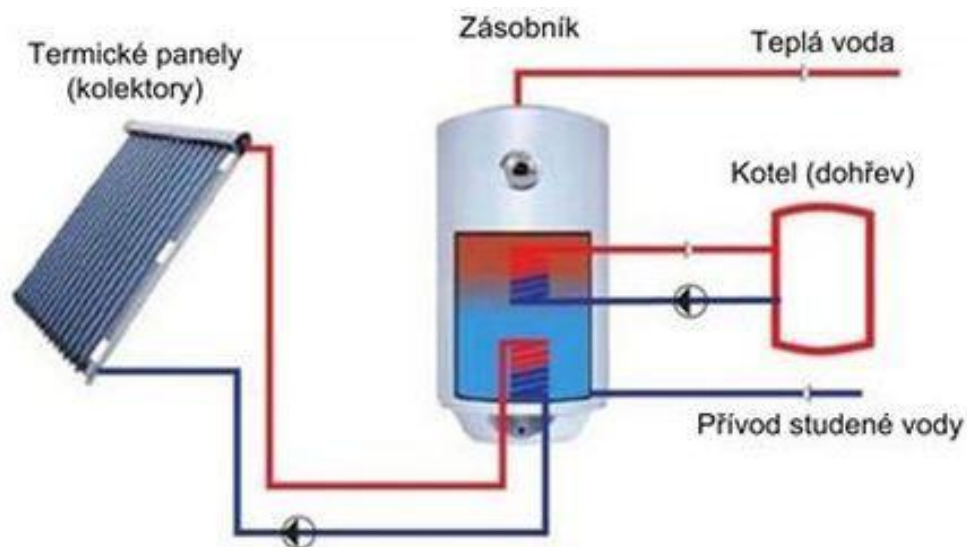 Termické panely
(kolektory)
Zásobník
Teplá voda
Kotel (dohřev)
Přívod studené vody